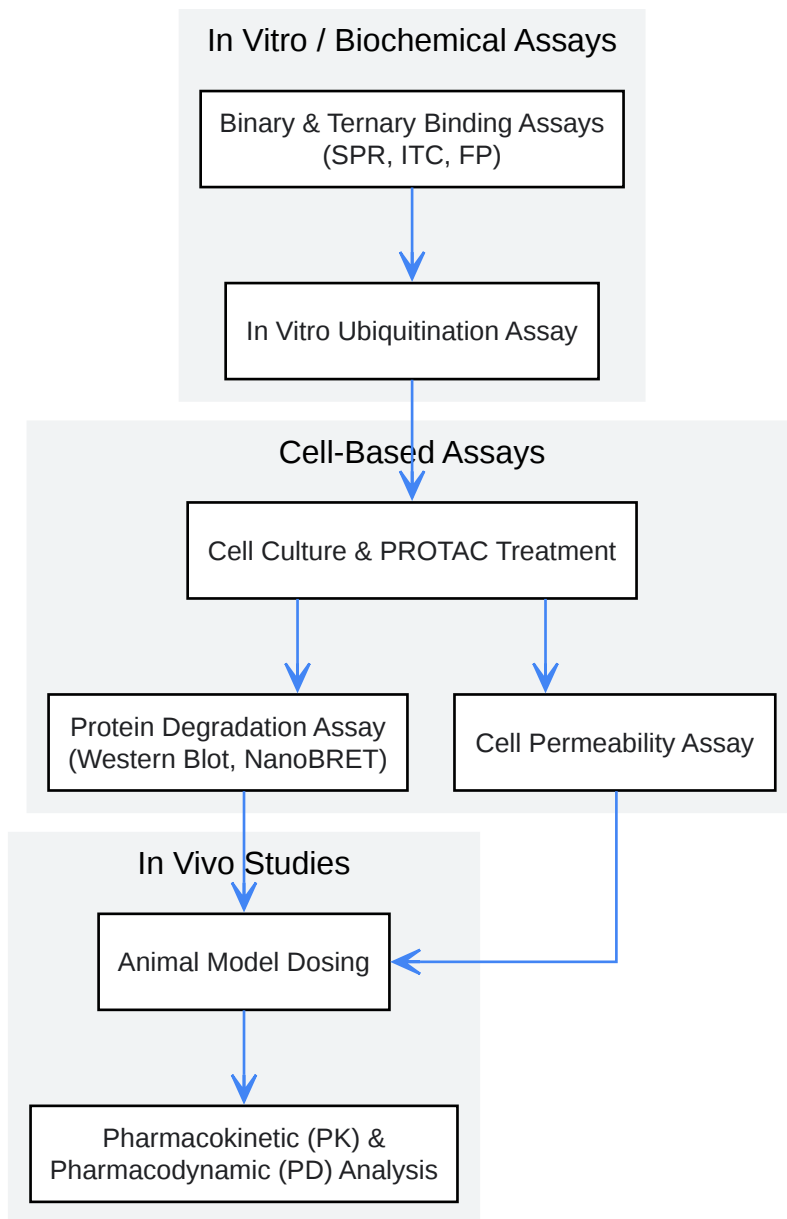 In Vitro / Biochemical Assays
Binary & Ternary Binding Assays
(SPR, ITC, FP)
In Vitro Ubiquitination Assay
Cell-Based Assays
Cell Culture & PROTAC Treatment
Protein Degradation Assay
(Western Blot, NanoBRET)
Cell Permeability Assay
In Vivo Studies
Animal Model Dosing
Pharmacokinetic (PK) &
Pharmacodynamic (PD) Analysis